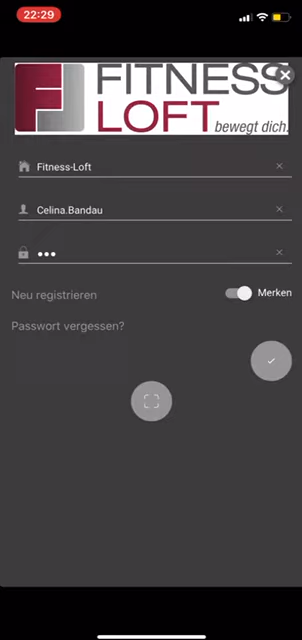 22:29
FITNESS
LOFT
bewegt dich.
Fitness-Loft
Celina.Bandau
Neu registrieren
Merken
Passwort vergessen?